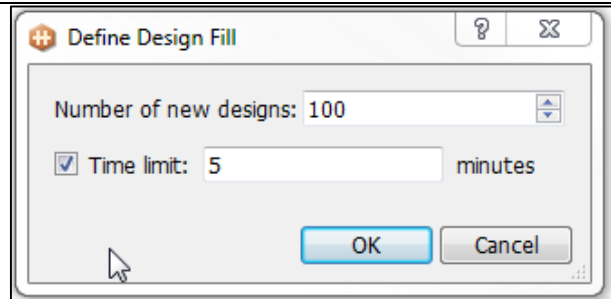 Define Design Fill
Number of new designs: 100
Time limit: 5 minutes
OK Cancel